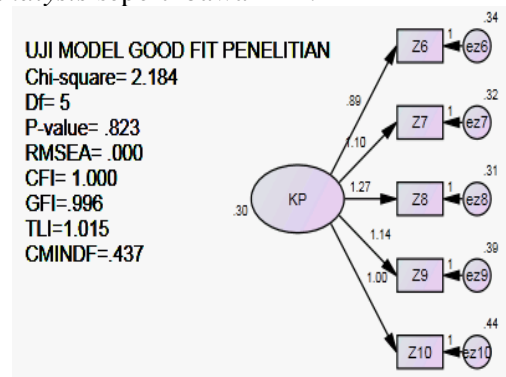 UJI MODEL GOOD FIT PENELITIAN
Chi-square= 2.184
Df= 5
P-value= .823
RMSEA= .000
CFI= 1.000
GFI=.996
TLI=1.015
CMINDF=.437
.30
KP
.89
1.10
1.27
1.14
1.00
Z6
1
ez6
.34
Z7
1
ez7
.32
Z8
1
ez8
.31
Z9
1
ez9
.39
Z10
1
ez10
.44